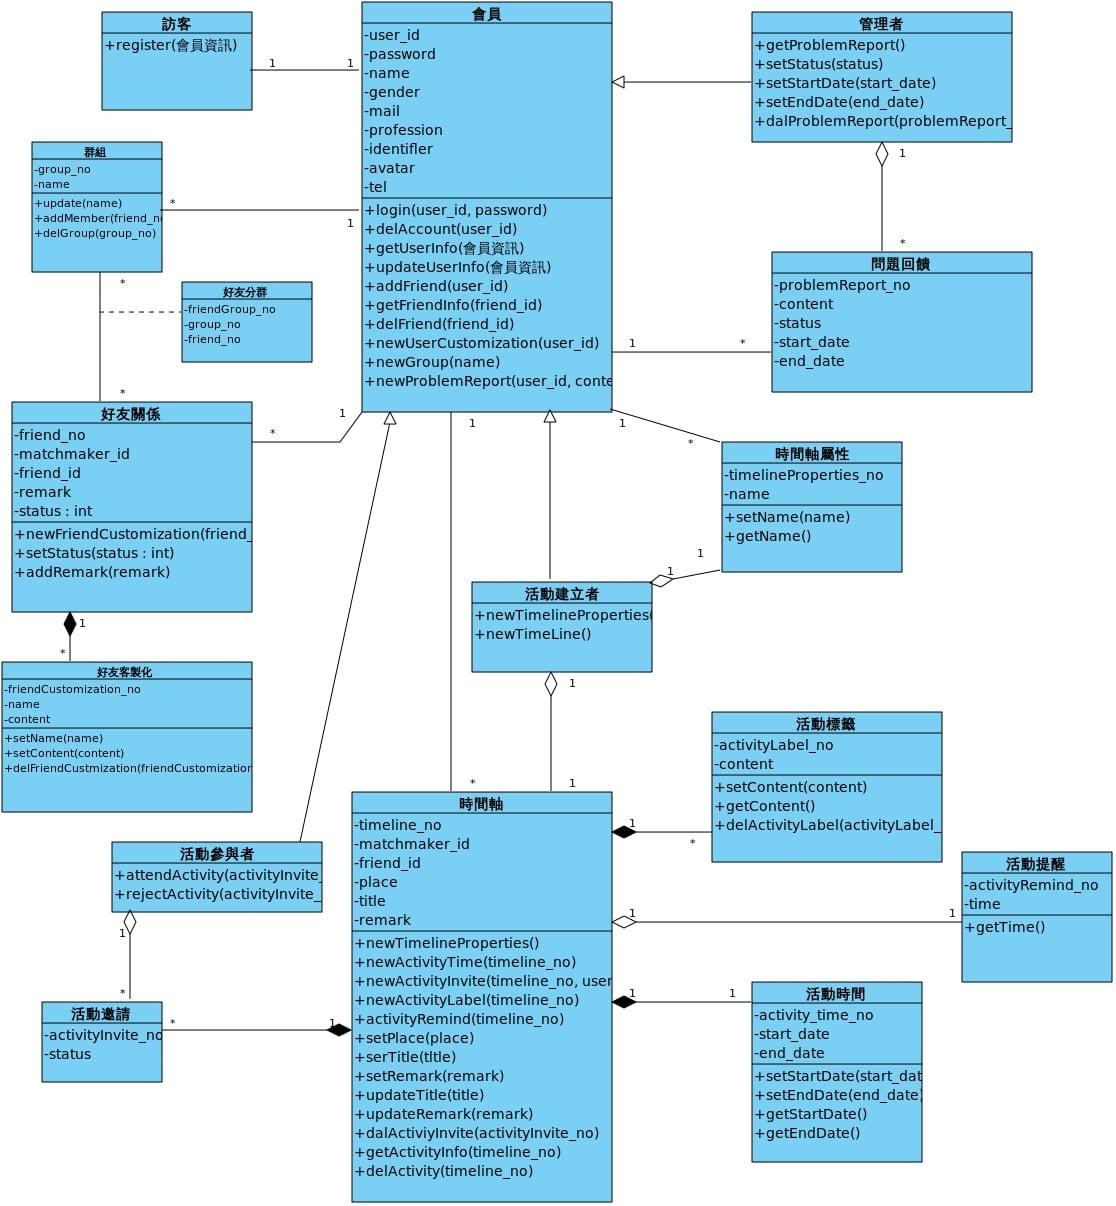 訪客
+register(會員資訊)
1
1
會員
-user_id
-password
-name
-gender
-mail
-profession
-identifler
-avatar
-tel
+login(user_id, password)
+delAccount(user_id)
+getUserInfo(會員資訊)
+updateUserInfo(會員資訊)
+addFriend(user_id)
+getFriendInfo(friend_id)
+delFriend(friend_id)
+newUserCustomization(user_id)
+newGroup(name)
+newProblemReport(user_id, conte
管理者
+getProblemReport()
+setStatus(status)
+setStartDate(start_date)
+setEndDate(end_date)
+dalProblemReport(problemReport_
1
*
問題回饋
-problemReport_no
-content
-status
-start_date
-end_date
1
*
群組
-group_no
-name
+update(name)
+addMember(friend_no
+delGroup(group_no)
*
1
*
*
好友分群
-friendGroup_no
-group_no
-friend_no
好友關係
-friend_no
-matchmaker_id
-friend_id
-remark
-status : int
+newFriendCustomization(friend_
+setStatus(status : int)
+addRemark(remark)
*
1
1
*
好友客製化
-friendCustomization_no
-name
-content
+setName(name)
+setContent(content)
+delFriendCustmization(friendCustomization
1
*
1
*
時間軸屬性
-timelineProperties_no
-name
+setName(name)
+getName()
1
1
活動建立者
+newTimelineProperties(
+newTimeLine()
1
1
時間軸
-timeline_no
-matchmaker_id
-friend_id
-place
-title
-remark
+newTimelineProperties()
+newActivityTime(timeline_no)
+newActivityInvite(timeline_no, user
+newActivityLabel(timeline_no)
+activityRemind(timeline_no)
+setPlace(place)
+serTitle(tltle)
+setRemark(remark)
+updateTitle(title)
+updateRemark(remark)
+dalActiviyInvite(activityInvite_no)
+getActivityInfo(timeline_no)
+delActivity(timeline_no)
活動標籤
-activityLabel_no
-content
+setContent(content)
+getContent()
+delActivityLabel(activityLabel_
1
*
活動提醒
-activityRemind_no
-time
+getTime()
1
1
活動時間
-activity_time_no
-start_date
-end_date
+setStartDate(start_dat
+setEndDate(end_date)
+getStartDate()
+getEndDate()
1
1
活動參與者
+attendActivity(activityInvite_
+rejectActivity(activityInvite_
1
*
活動邀請
-activityInvite_no
-status
*
1